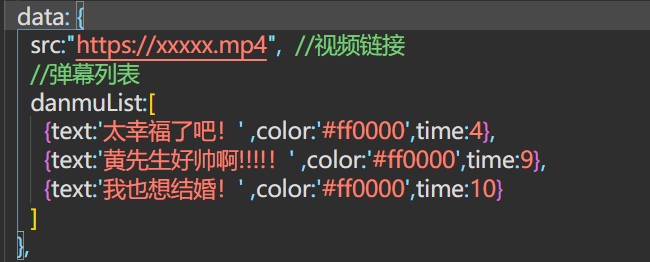 data: {
src:"https://xxxxx.mp4", //视频链接
//弹幕列表
danmuList:[
{text:'太幸福了吧！' ,color:'#ff0000',time:4},
{text:'黄先生好帅啊!!!!！' ,color:'#ff0000',time:9},
{text:'我也想结婚！' ,color:'#ff0000',time:10}
]
},